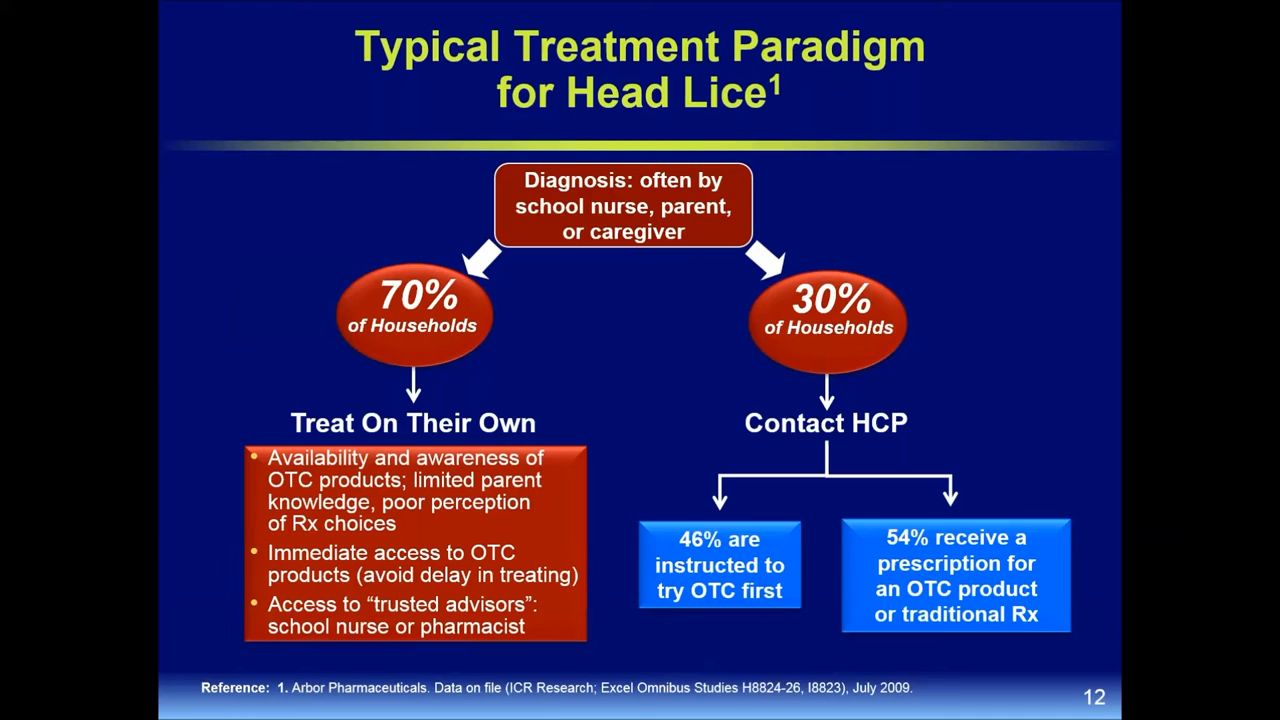 Typical Treatment Paradigm
for Head Lice¹
Diagnosis: often by
school nurse, parent,
or caregiver
70%
of Households
30%
of Households
Treat On Their Own
Contact HCP
• Availability and awareness of
OTC products; limited parent
knowledge, poor perception
of Rx choices
• Immediate access to OTC
products (avoid delay in treating)
• Access to “trusted advisors”:
school nurse or pharmacist
46% are
instructed to
try OTC first
54% receive a
prescription for
an OTC product
or traditional Rx
Reference: 1. Arbor Pharmaceuticals. Data on file (ICR Research; Excel Omnibus Studies H8824-26, I8823), July 2009.
12